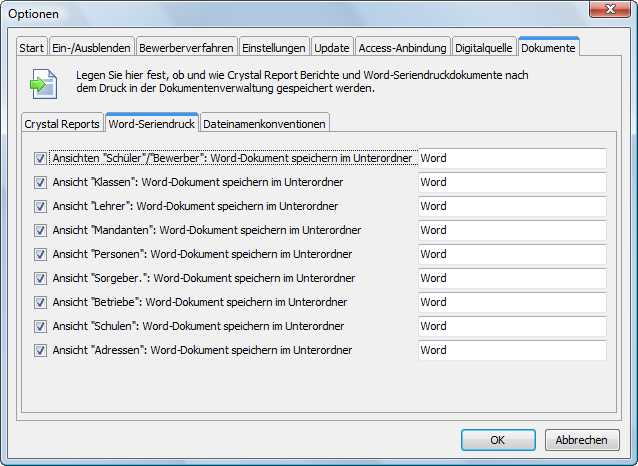 Optionen
Start Ein-/Ausblenden Bewerberverfahren Einstellungen Update Access-Anbindung Digitalquelle Dokumente
Legen Sie hier fest, ob und wie Crystal Report Berichte und Word-Seriendruckdokumente nach
dem Druck in der Dokumentenverwaltung gespeichert werden.
Crystal Reports Word-Seriendruck Dateinamenkonventionen
Ansichten "Schüler"/"Bewerber": Word-Dokument speichern im Unterordner Word
Ansicht "Klassen": Word-Dokument speichern im Unterordner Word
Ansicht "Lehrer": Word-Dokument speichern im Unterordner Word
Ansicht "Mandanten": Word-Dokument speichern im Unterordner Word
Ansicht "Personen": Word-Dokument speichern im Unterordner Word
Ansicht "Sorgeber.": Word-Dokument speichern im Unterordner Word
Ansicht "Betriebe": Word-Dokument speichern im Unterordner Word
Ansicht "Schulen": Word-Dokument speichern im Unterordner Word
Ansicht "Adressen": Word-Dokument speichern im Unterordner Word
OK Abbrechen